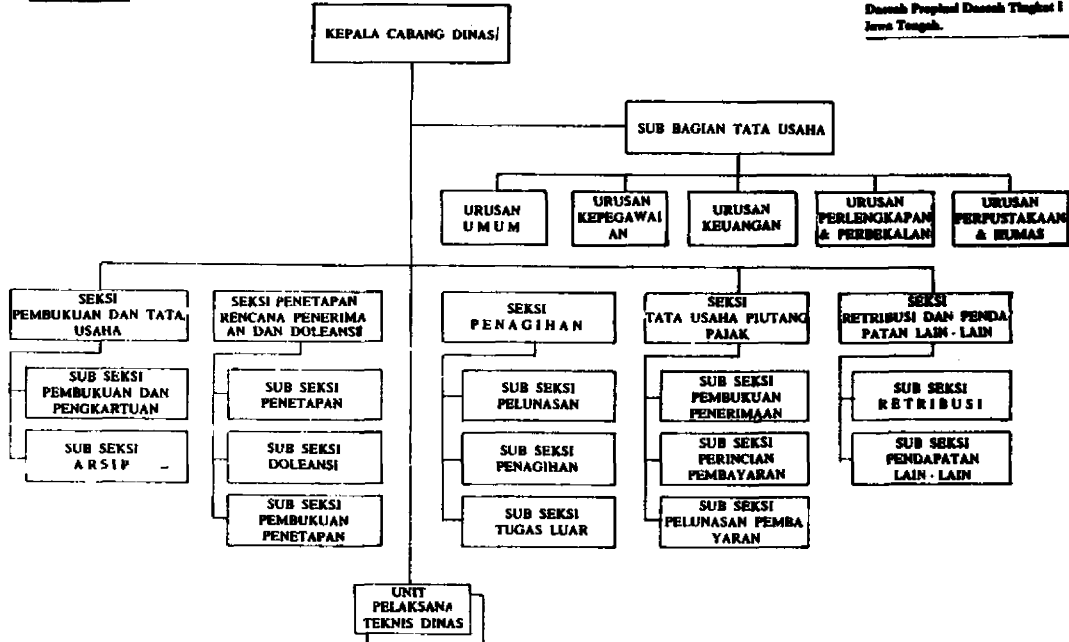 Daerah Propinsi Daerah Tingkat I
Jawa Tengah.
KEPALA CABANG DINAS
SUB BAGIAN TATA USAHA
URUSAN
UMUM
URUSAN
KEPEGAWAI
AN
URUSAN
KEUANGAN
URUSAN
PERLENGKAPAN
& PERBEKALAN
URUSAN
PERPUSTAKAAN
& HUMAS
SEKSI
PEMBUKUAN DAN TATA
USAHA
SUB SEKSI
PEMBUKUAN DAN
PENGKARTUAN
SUB SEKSI
ARSIP
SEKSI PENETAPAN
RENCANA PENERIMA
AN DAN DOLEANSI
SUB SEKSI
PENETAPAN
SUB SEKSI
DOLEANSI
SUB SEKSI
PEMBUKUAN
PENETAPAN
SEKSI
PENAGIHAN
SUB SEKSI
PELUNASAN
SUB SEKSI
PENAGIHAN
SUB SEKSI
TUGAS LUAR
SEKSI
TATA USAHA PIUTANG
PAJAK
SUB SEKSI
PEMBUKUAN
PENERIMAAN
SUB SEKSI
PERINCIAN
PEMBAYARAN
SUB SEKSI
PELUNASAN PEMBA
YARAN
SEKSI
RETRIBUSI DAN PENDA
PATAN LAIN - LAIN
SUB SEKSI
RETRIBUSI
SUB SEKSI
PENDAPATAN
LAIN - LAIN
UNIT
PELAKSANA
TEKNIS DINAS